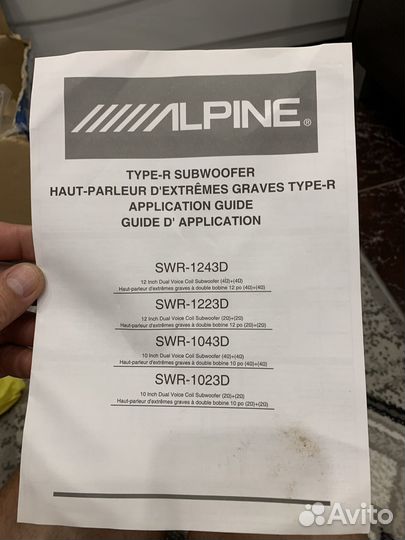 ALPINE®
TYPE-R SUBWOOFER
HAUT-PARLEUR D'EXTRÊMES GRAVES TYPE-R
APPLICATION GUIDE
GUIDE D' APPLICATION
SWR-1243D
12 Inch Dual Voice Coil Subwoofer (4Ω)+(4Ω)
Haut-parleur d'extrêmes graves à double bobine 12 po (4Ω)+(4Ω)
SWR-1223D
12 Inch Dual Voice Coil Subwoofer (2Ω)+(2Ω)
Haut-parleur d'extrêmes graves à double bobine 12 po (2Ω)+(2Ω)
SWR-1043D
10 Inch Dual Voice Coil Subwoofer (4Ω)+(4Ω)
Haut-parleur d'extrêmes graves à double bobine 10 po (4Ω)+(4Ω)
SWR-1023D
10 Inch Dual Voice Coil Subwoofer (2Ω)+(2Ω)
Haut-parleur d'extrêmes graves à double bobine 10 po (2Ω)+(2Ω)
Avito